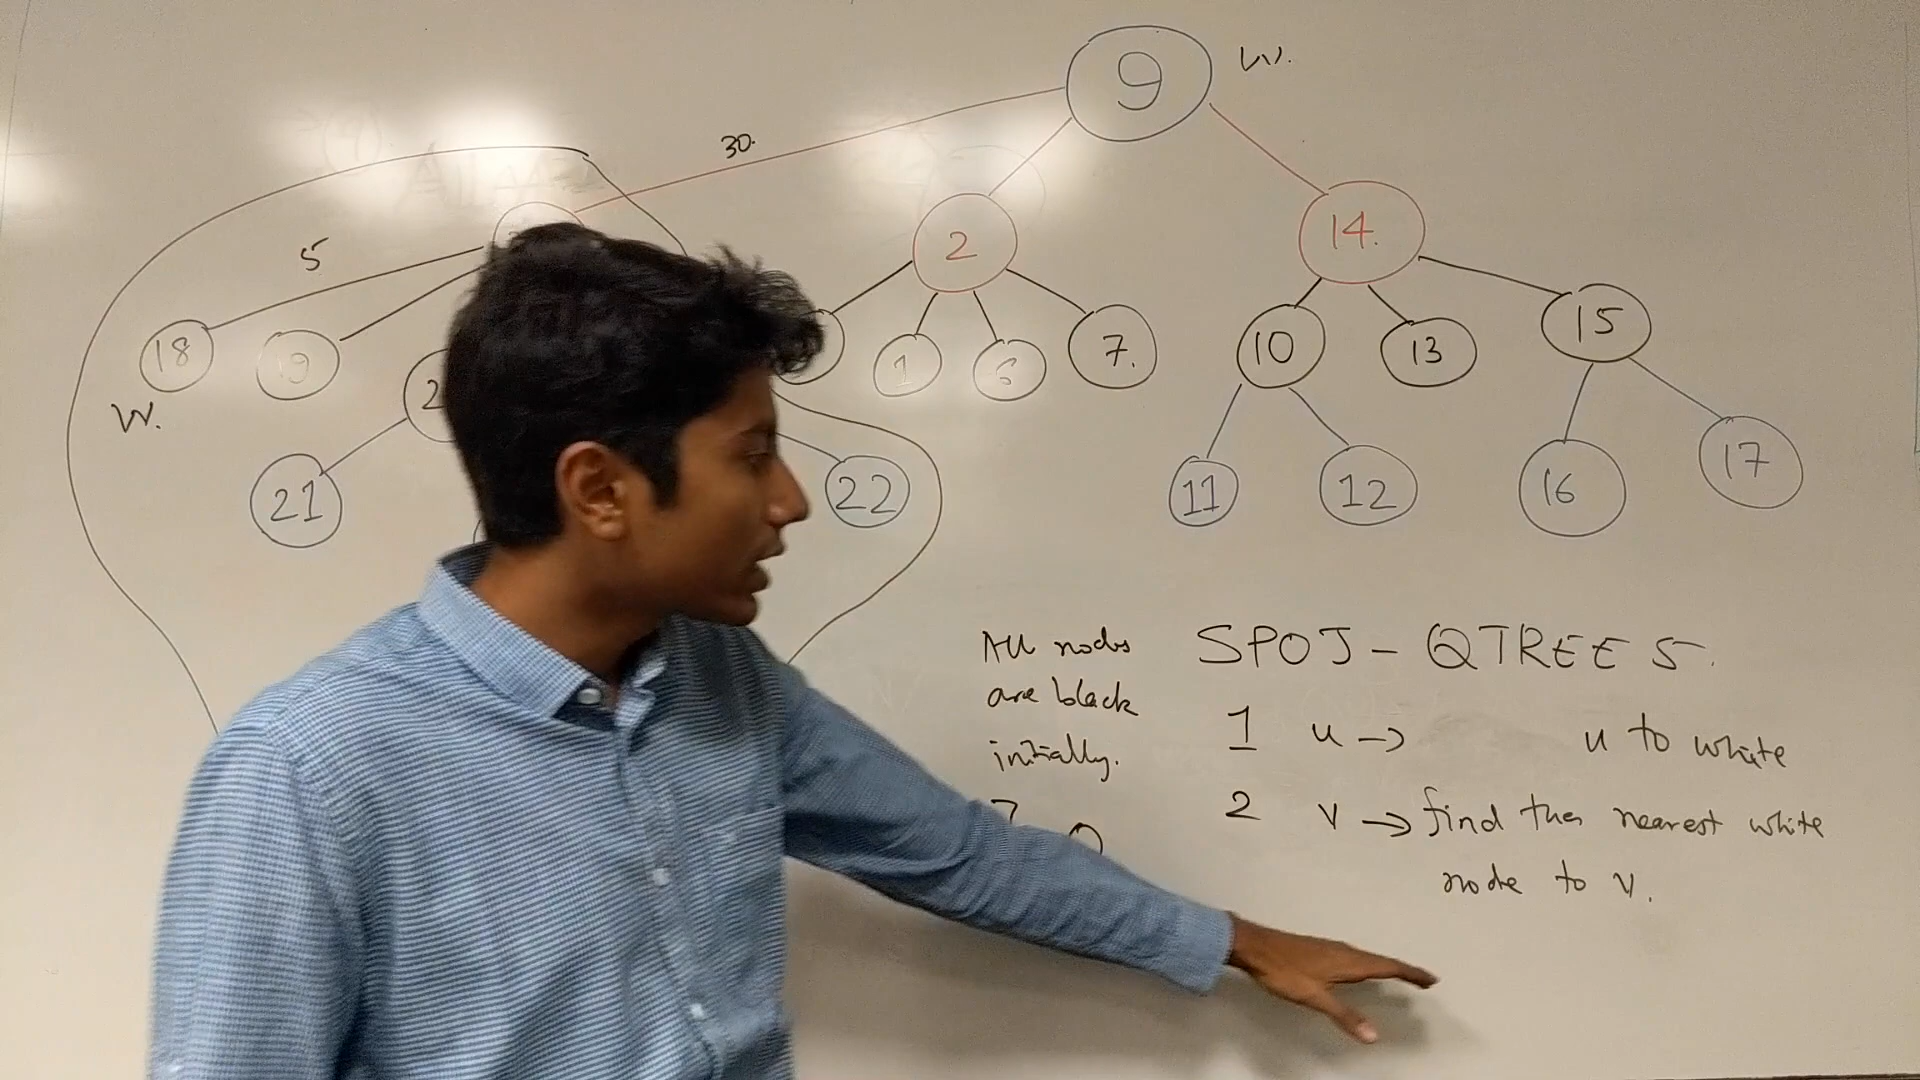 9 W.
30.
5
2 14.
18 19 2 1 6 7. 10 13 15
W.
21 22 11 12 16 17
All nodes
are black
initially.
SPOJ - QTREE 5.
1 u -> u to white
2 v -> find the nearest white
node to v.